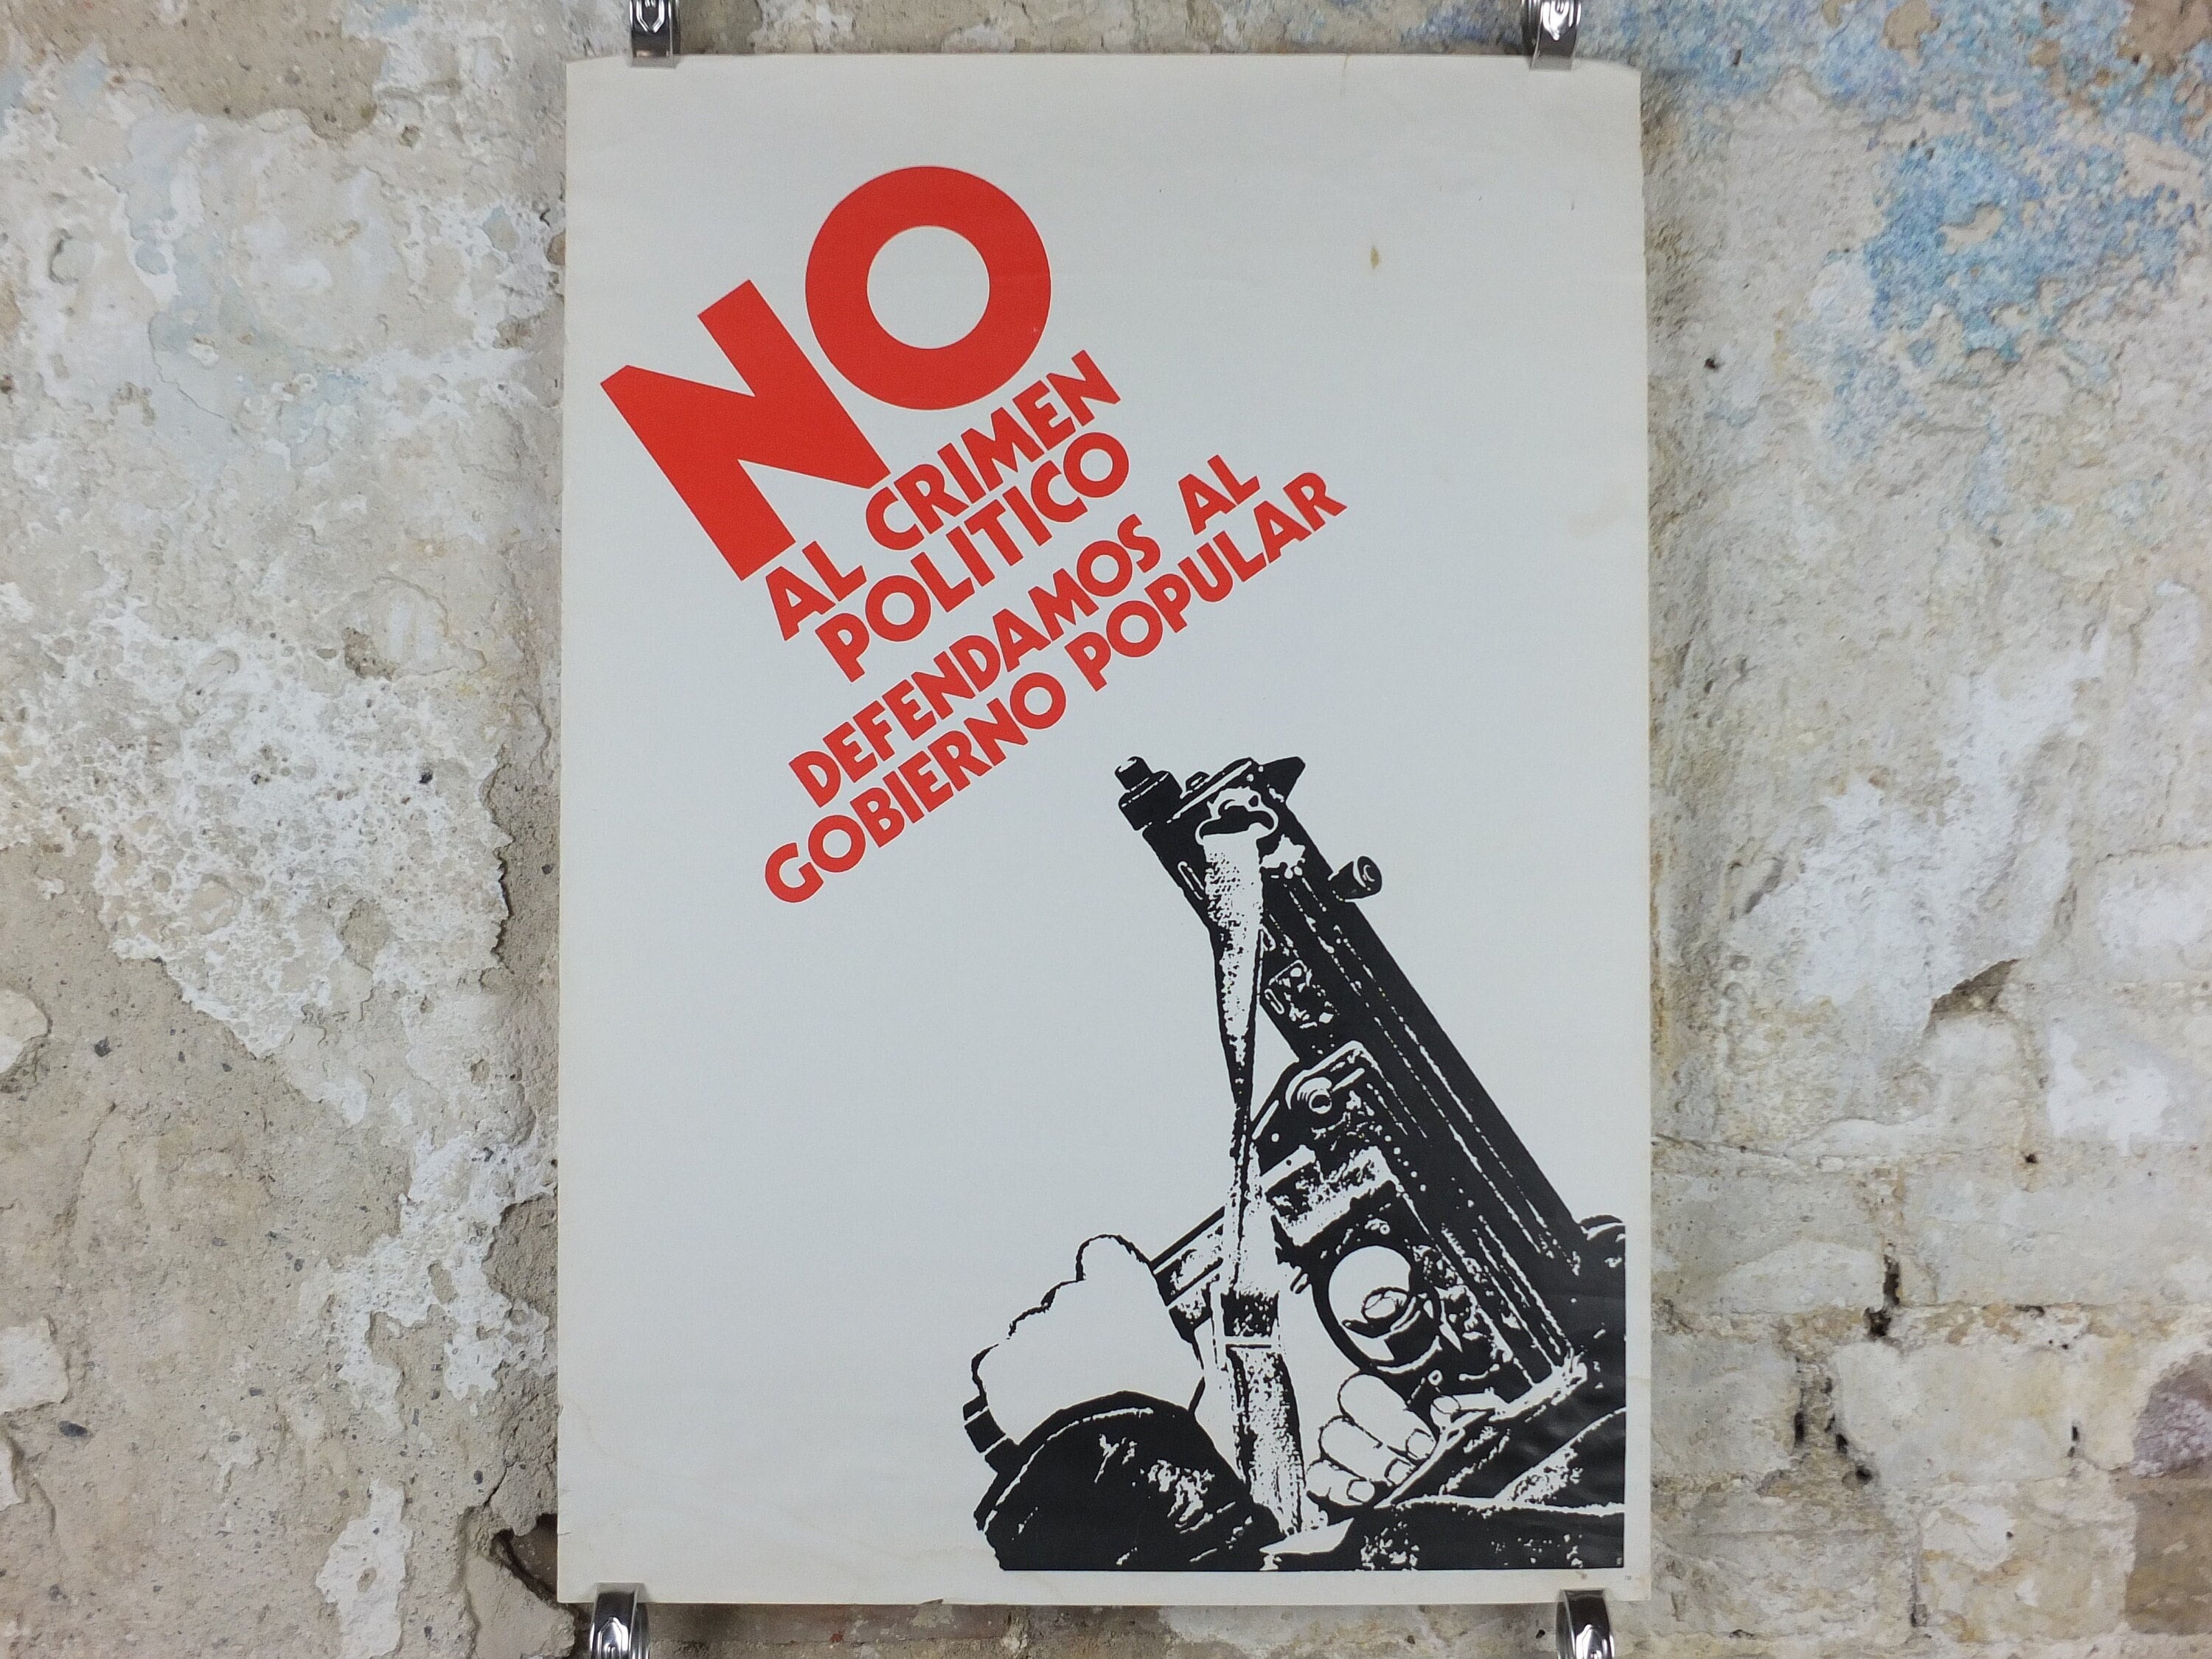 NO
AL CRIMEN
POLITICO
DEFENDAMOS AL
GOBIERNO POPULAR